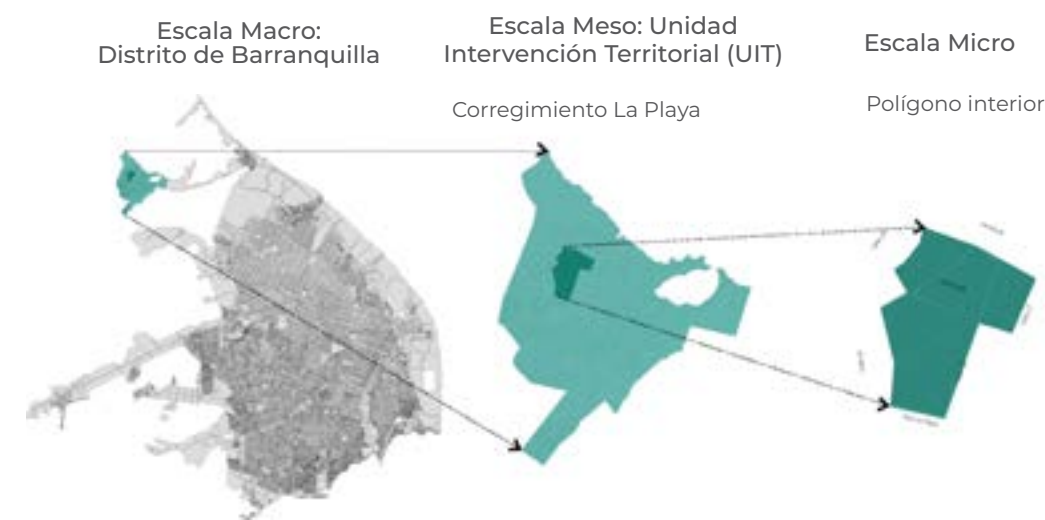 Escala Macro:
Distrito de Barranquilla
Escala Meso: Unidad
Intervención Territorial (UIT)
Corregimiento La Playa
Escala Micro
Polígono interior